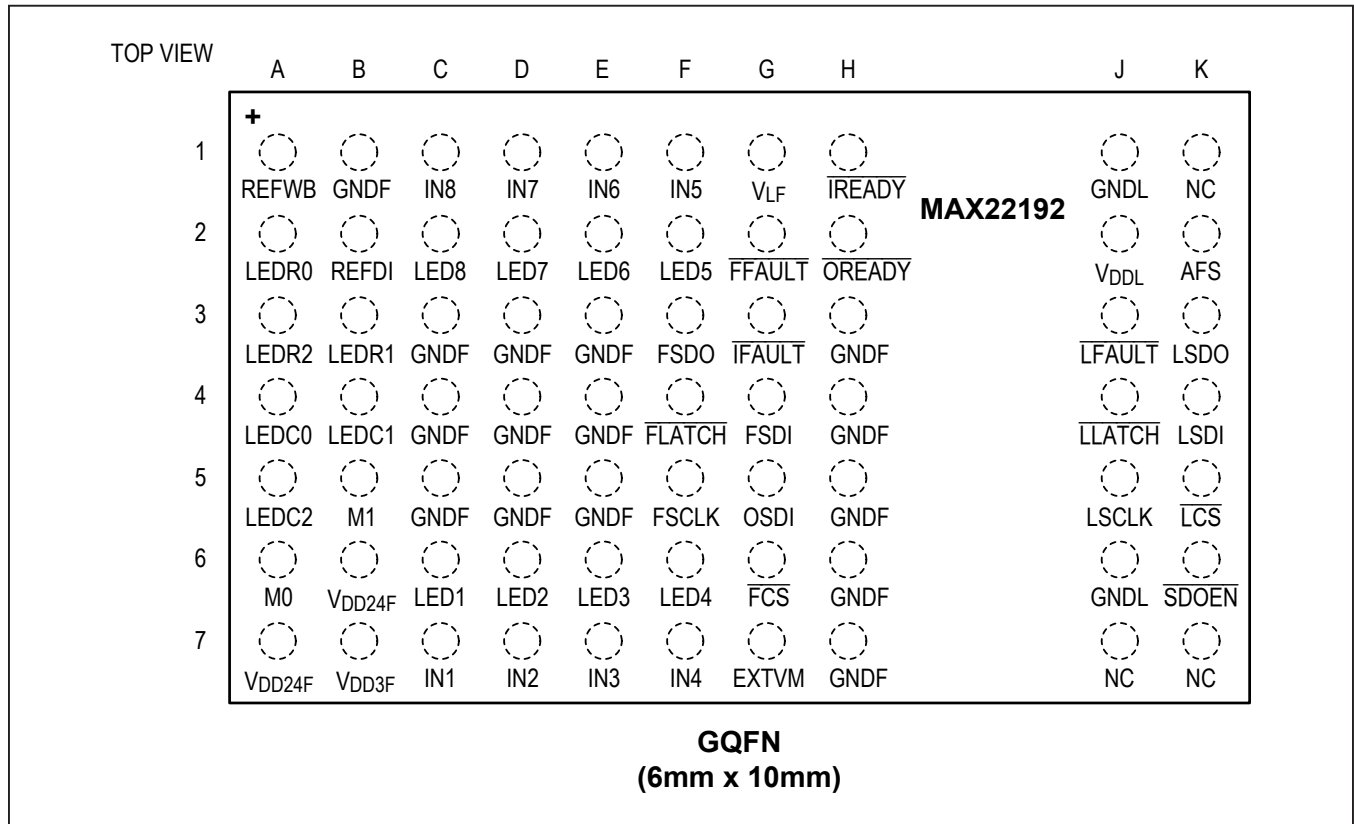 TOP VIEW
A B C D E F G H J K
+
1
REFWB GNDF IN8 IN7 IN6 IN5 VLF IREADY GNDL NC
MAX22192
2
LEDR0 REFDI LED8 LED7 LED6 LED5 FFAULT OREADY VDDL AFS
3
LEDR2 LEDR1 GNDF GNDF GNDF FSDO IFAULT GNDF LFAULT LSDO
4
LEDC0 LEDC1 GNDF GNDF GNDF FLATCH FSDI GNDF LLATCH LSDI
5
LEDC2 M1 GNDF GNDF GNDF FSCLK OSDI GNDF LSCLK LCS
6
M0 VDD24F LED1 LED2 LED3 LED4 FCS GNDF GNDL SDOEN
7
VDD24F VDD3F IN1 IN2 IN3 IN4 EXTVM GNDF NC NC
GQFN
(6mm x 10mm)